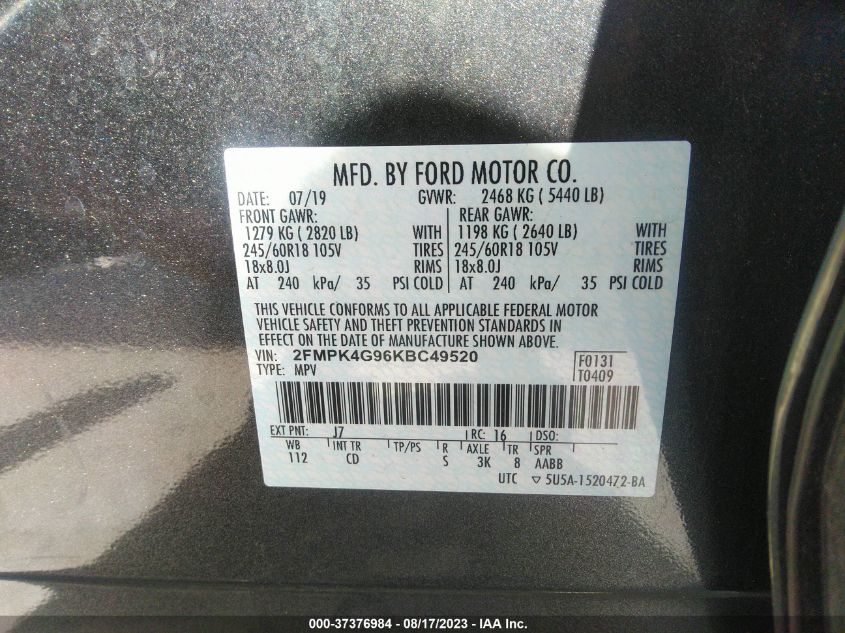 MFD. BY FORD MOTOR CO.
DATE: 07/19 GVWR: 2468 KG ( 5440 LB)
FRONT GAWR: REAR GAWR:
1279 KG ( 2820 LB) WITH 1198 KG ( 2640 LB) WITH
245/60R18 105V TIRES 245/60R18 105V TIRES
18x8.0J RIMS 18x8.0J RIMS
AT 240 kPa/ 35 PSI COLD AT 240 kPa/ 35 PSI COLD
THIS VEHICLE CONFORMS TO ALL APPLICABLE FEDERAL MOTOR
VEHICLE SAFETY AND THEFT PREVENTION STANDARDS IN
EFFECT ON THE DATE OF MANUFACTURE SHOWN ABOVE.
VIN: 2FMPK4G96KBC49520 F0131
TYPE: MPV T0409
EXT PNT: J7 RC: 16 DSO:
WB INT TR TP/PS R AXLE TR SPR
112 CD S 3K 8 AABB
UTC ▽ 5U5A-1520472-BA
000-37376984 — 08/17/2023 — IAA Inc.